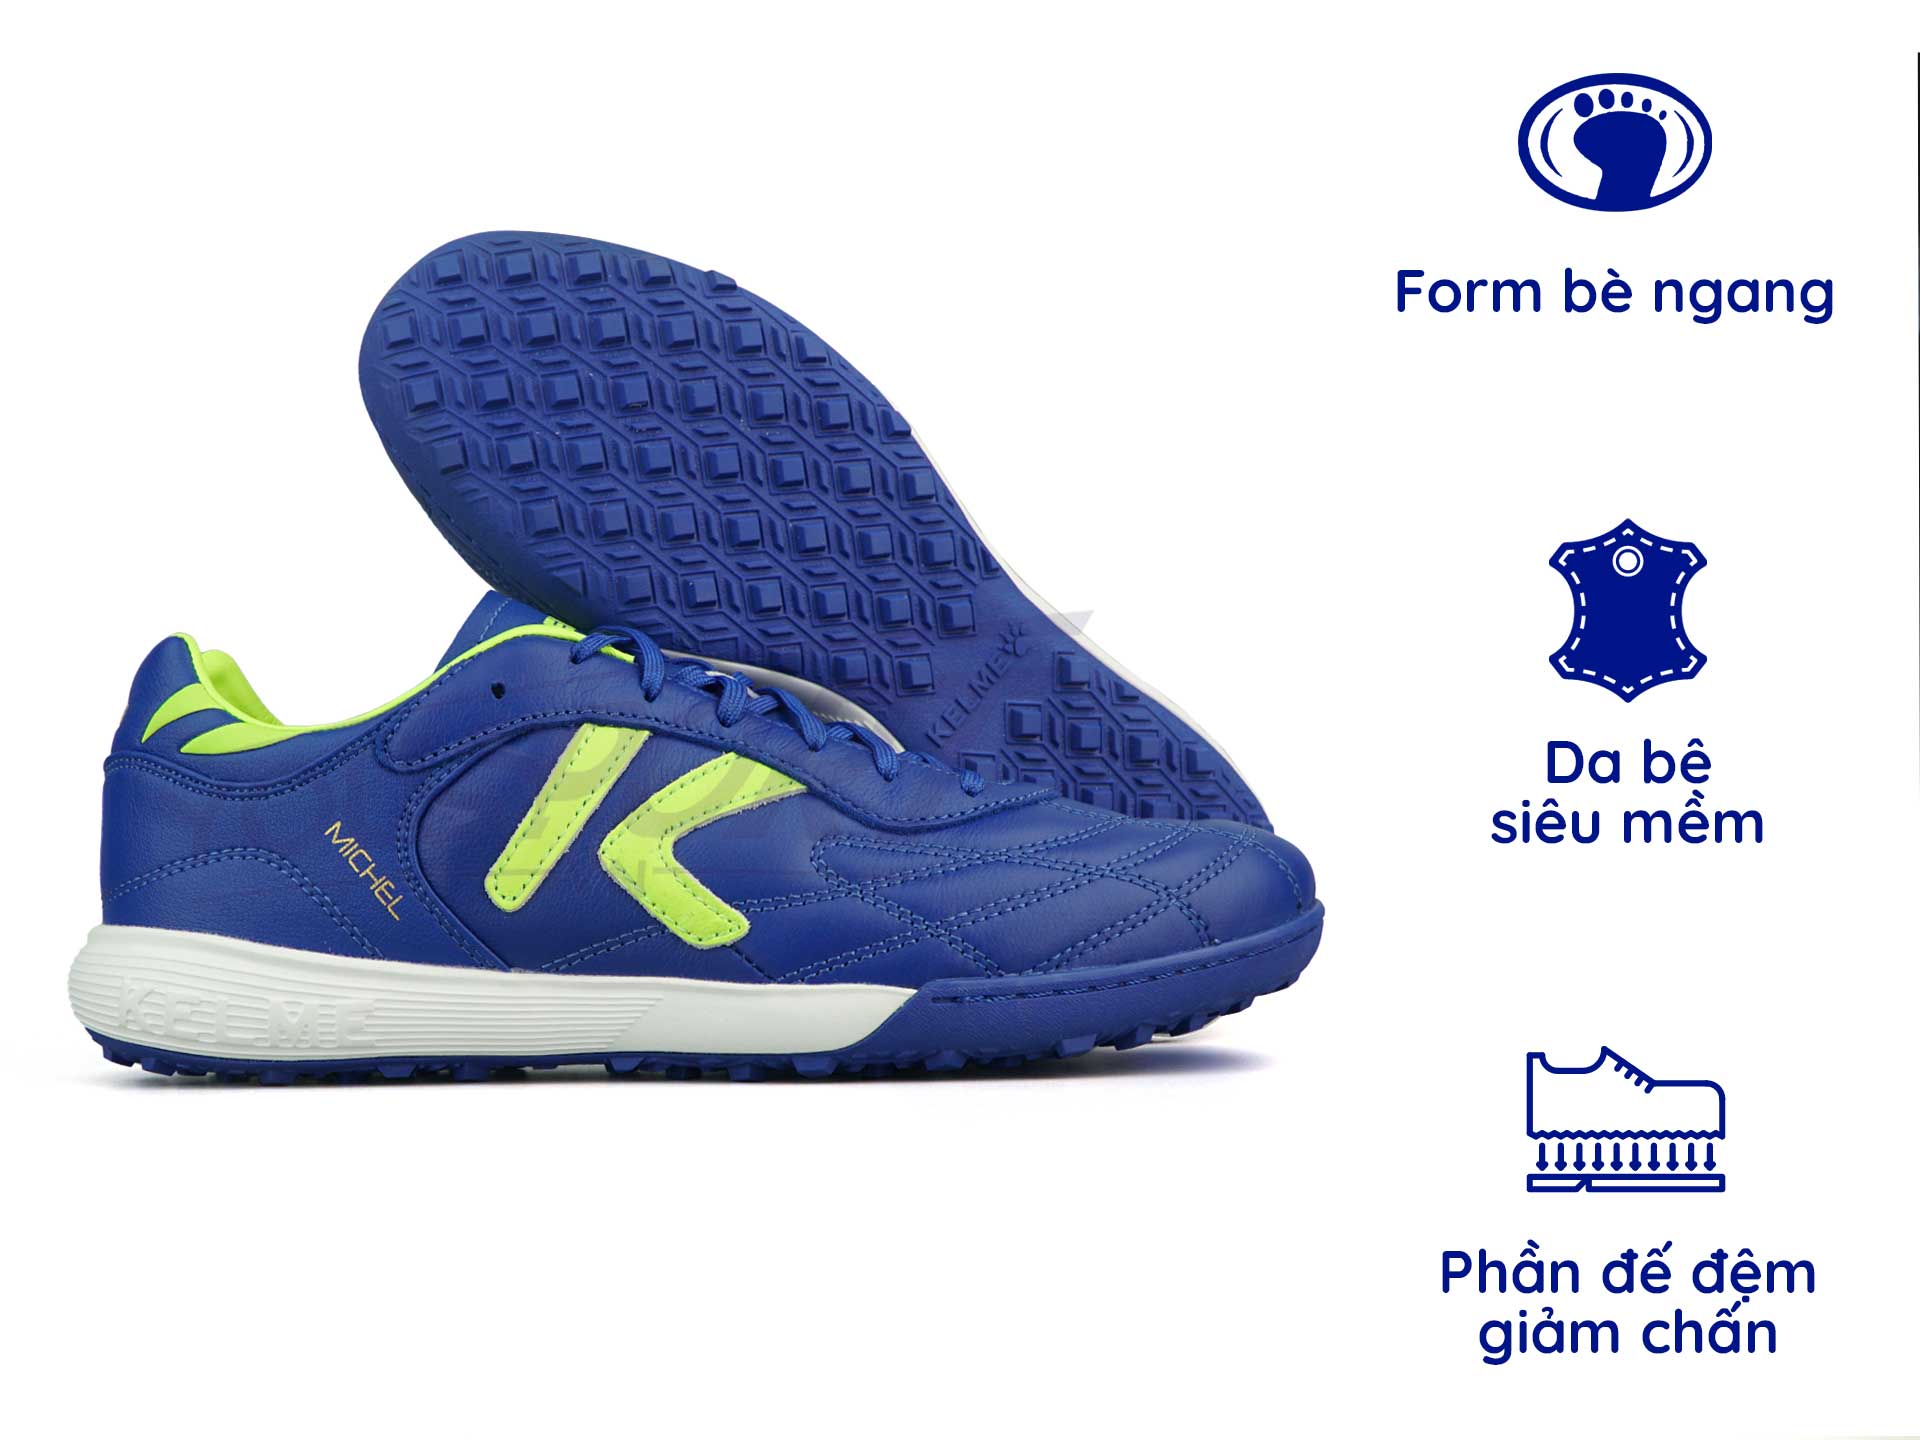 Form bè ngang
Da bê
siêu mềm
Phần đế đệm
giảm chấn
MICHEL
KELME
KELME